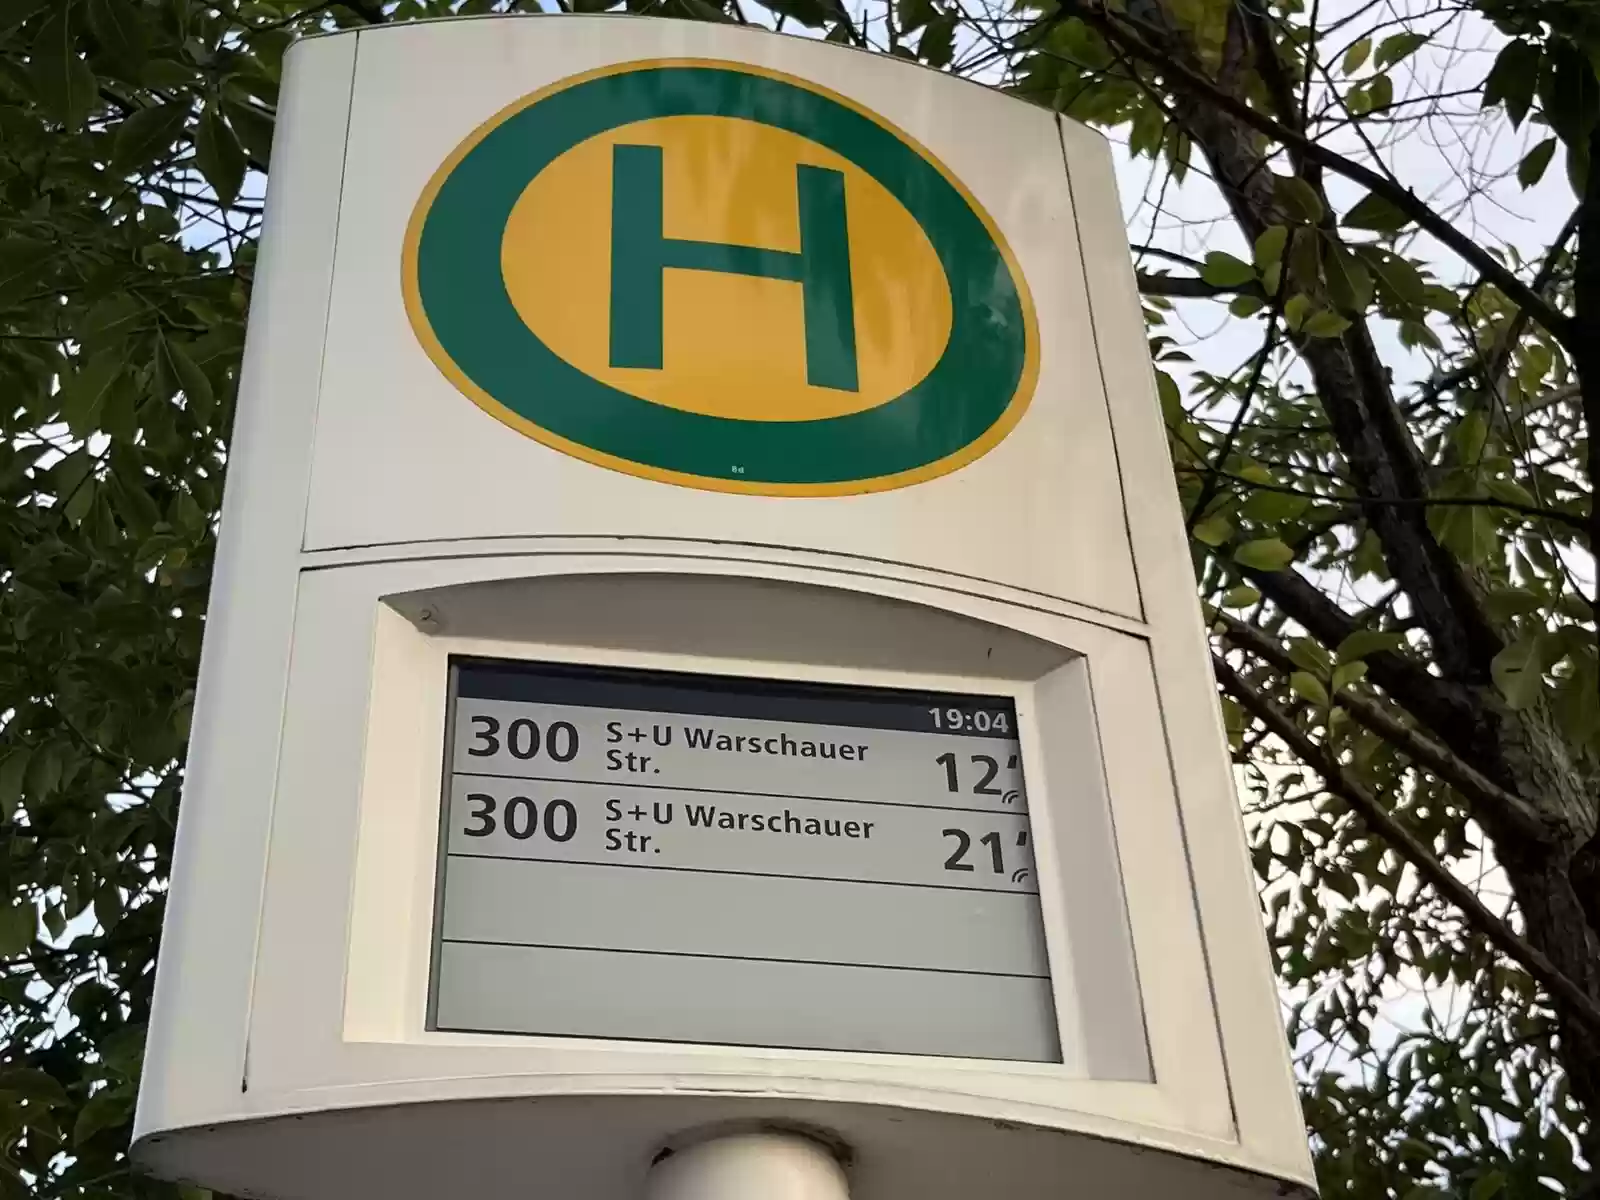 H
19:04
300 S+U Warschauer Str. 12'
300 S+U Warschauer Str. 21'